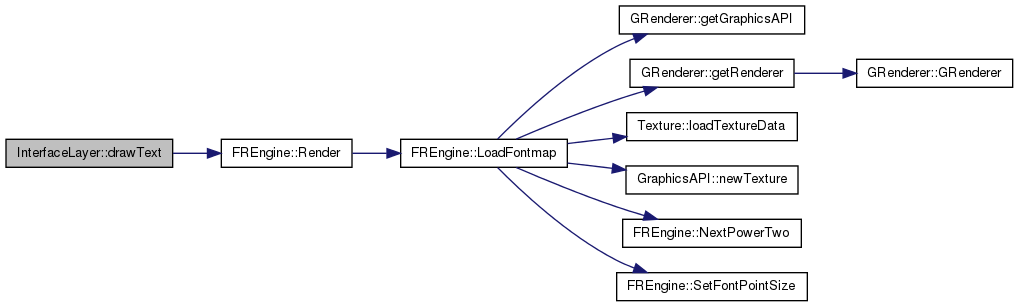 GRenderer::getGraphicsAPI
GRenderer::getRenderer
GRenderer::GRenderer
Texture::loadTextureData
InterfaceLayer::drawText
FREngine::Render
FREngine::LoadFontmap
GraphicsAPI::newTexture
FREngine::NextPowerTwo
FREngine::SetFontPointSize